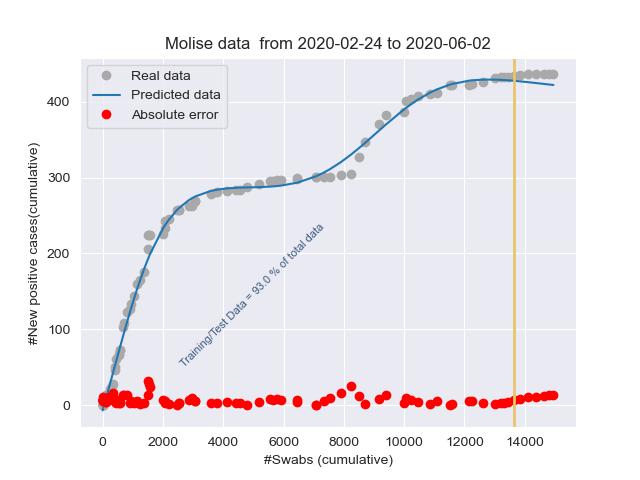 Molise data  from 2020-02-24 to 2020-06-02
Real data
Predicted data
Absolute error
#New positive cases(cumulative)
400
300
200
100
0
Training/Test Data = 93.0 % of total data
0 2000 4000 6000 8000 10000 12000 14000
#Swabs (cumulative)